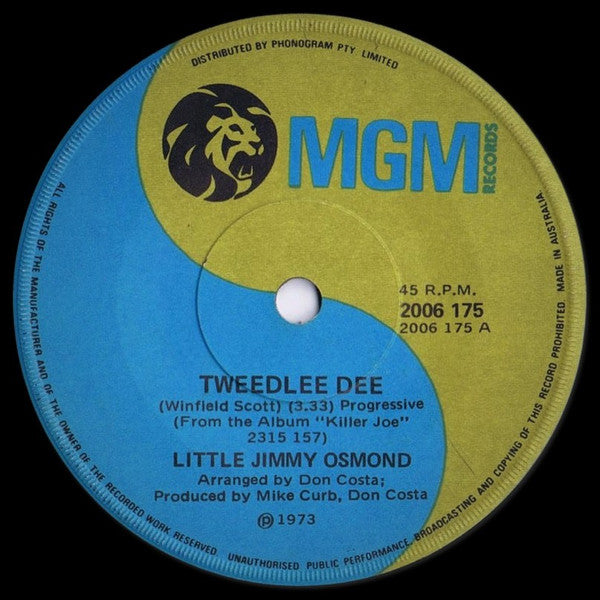 DISTRIBUTED BY PHONOGRAM PTY. LIMITED
MGM
RECORDS
45 R.P.M.
2006 175
2006 175 A
TWEEDLEE DEE
(Winfield Scott) (3.33) Progressive
(From the Album "Killer Joe"
2315 157)
LITTLE JIMMY OSMOND
Arranged by Don Costa;
Produced by Mike Curb, Don Costa
℗ 1973
ALL RIGHTS OF THE MANUFACTURER AND OF THE OWNER OF THE RECORDED WORK RESERVED. UNAUTHORISED PUBLIC PERFORMANCE, BROADCASTING AND COPYING OF THIS RECORD PROHIBITED. MADE IN AUSTRALIA.